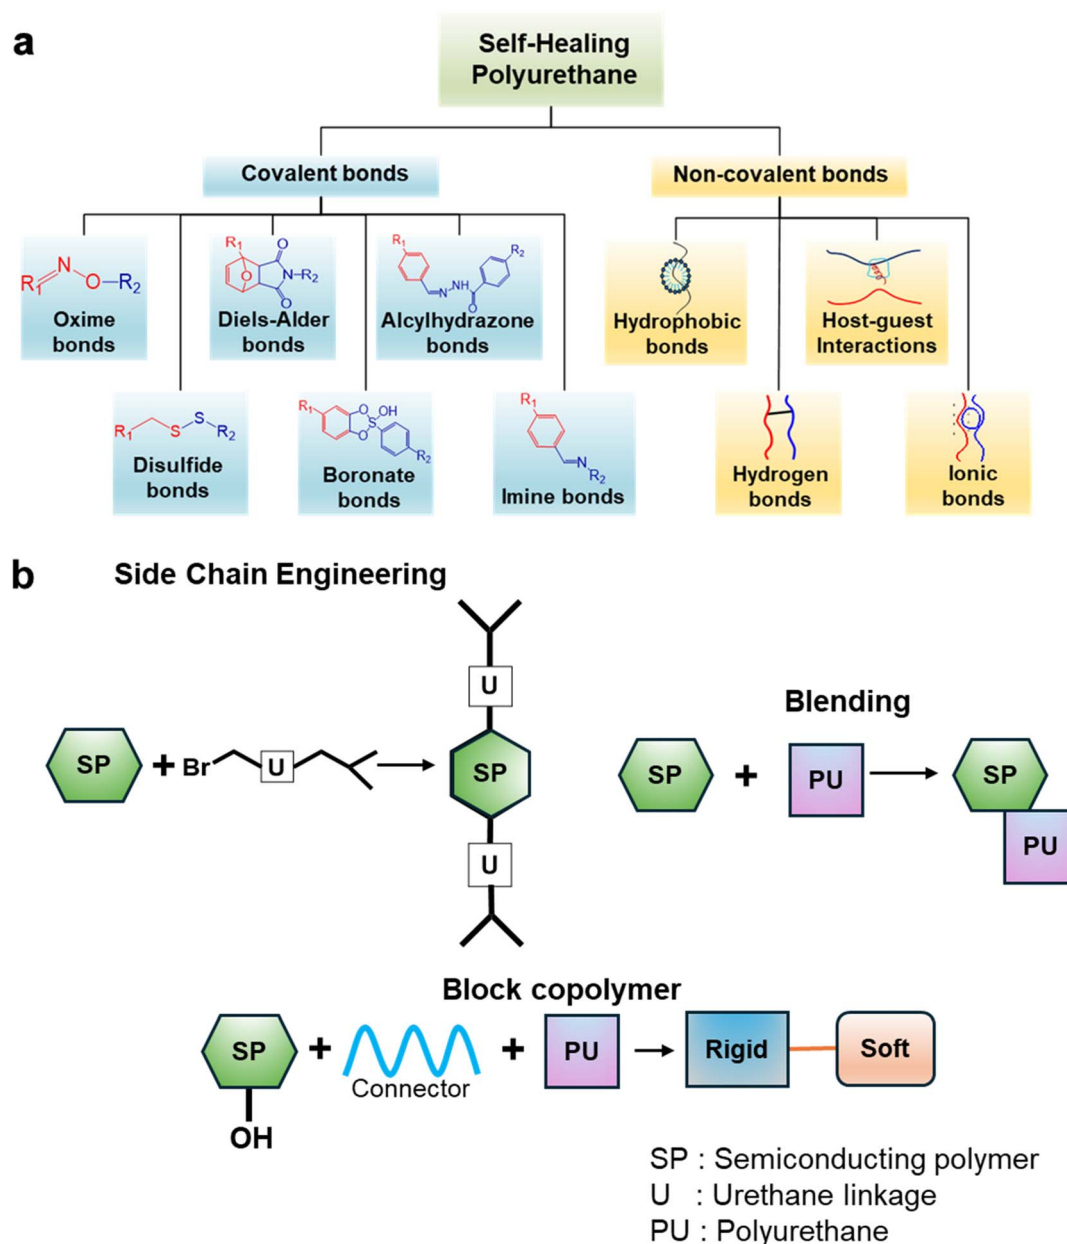 a
Self-Healing
Polyurethane
Covalent bonds
Non-covalent bonds
R1
N
O
R2
Oxime
bonds
R1
O
O
N
R2
O
Diels-Alder
bonds
R1
R2
N
NH
O
Alcylhydrazone
bonds
Hydrophobic
bonds
Host-guest
Interactions
R1
S
S
R2
Disulfide
bonds
R1
O
OH
S
O
R2
Boronate
bonds
R1
N
R2
Imine bonds
Hydrogen
bonds
Ionic
bonds
b
Side Chain Engineering
SP
+
Br
U
U
SP
U
Blending
SP
+
PU
SP
PU
Block copolymer
SP
OH
+
Connector
+
PU
Rigid
Soft
SP : Semiconducting polymer
U : Urethane linkage
PU : Polyurethane